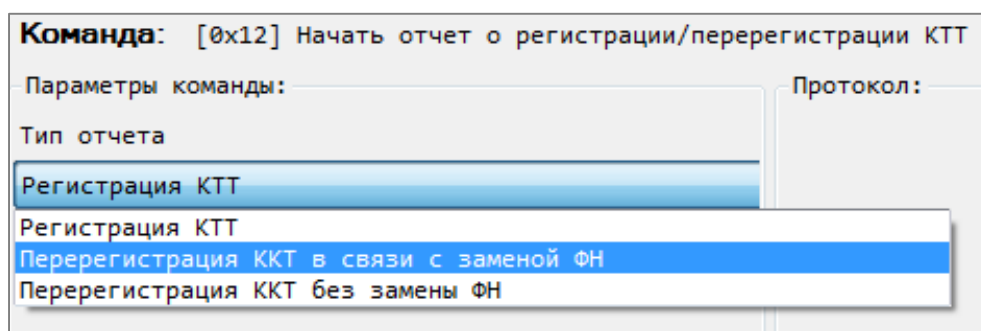 Команда: [0x12] Начать отчет о регистрации/перерегистрации КТТ
Параметры команды:
Протокол:
Тип отчета
Регистрация КТТ
Регистрация КТТ
Перерегистрация ККТ в связи с заменой ФН
Перерегистрация ККТ без замены ФН